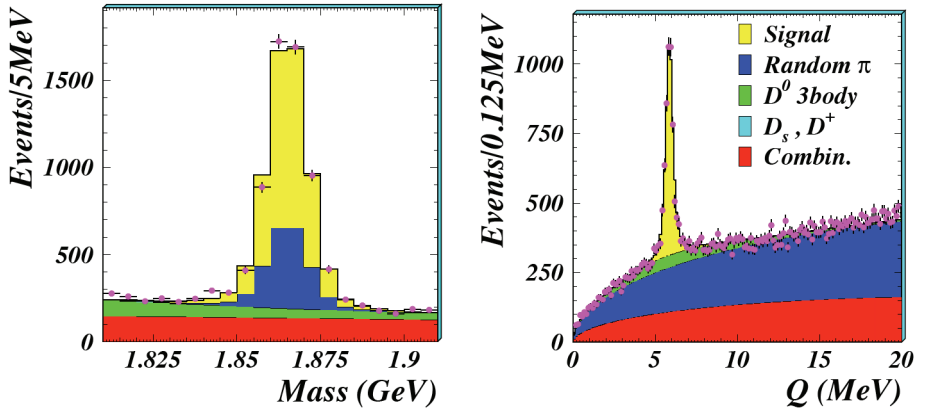 Events/5MeV
1500
1000
500
0
1.825
1.85
1.875
1.9
Mass (GeV)
Events/0.125MeV
1000
750
500
250
0
0
5
10
15
20
Q (MeV)
Signal
Random π
D⁰ 3body
Dₛ , D⁺
Combin.